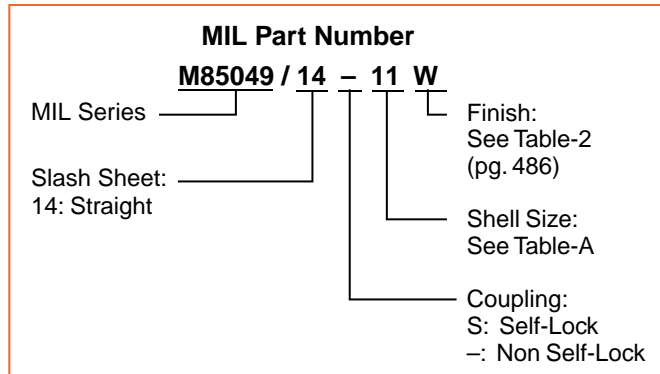 MIL Part Number
M85049 / 14 – 11 W
MIL Series
Slash Sheet:
14: Straight
Finish:
See Table-2
(pg. 486)
Shell Size:
See Table-A
Coupling:
S: Self-Lock
–: Non Self-Lock